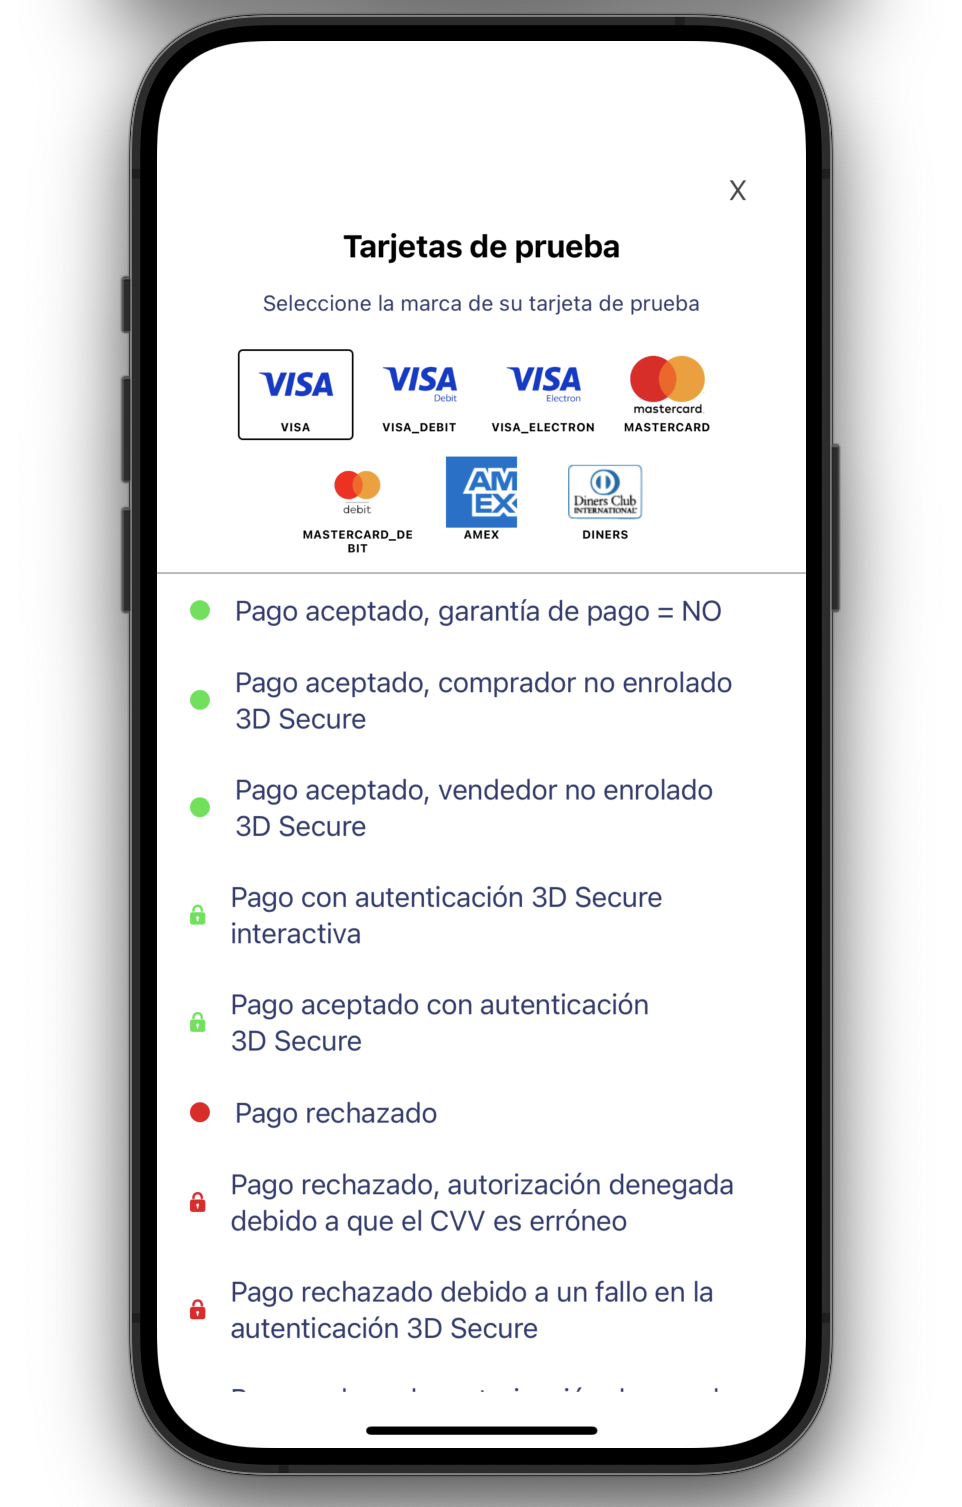 X
Tarjetas de prueba
Seleccione la marca de su tarjeta de prueba
VISA
VISA
Debit
VISA
Electron
mastercard.
VISA
VISA_DEBIT
VISA_ELECTRON
MASTERCARD
debit
AM
EX
Diners Club
INTERNATIONAL
MASTERCARD_DE
BIT
AMEX
DINERS
Pago aceptado, garantía de pago = NO
Pago aceptado, comprador no enrolado
3D Secure
Pago aceptado, vendedor no enrolado
3D Secure
Pago con autenticación 3D Secure
interactiva
Pago aceptado con autenticación
3D Secure
Pago rechazado
Pago rechazado, autorización denegada
debido a que el CVV es erróneo
Pago rechazado debido a un fallo en la
autenticación 3D Secure